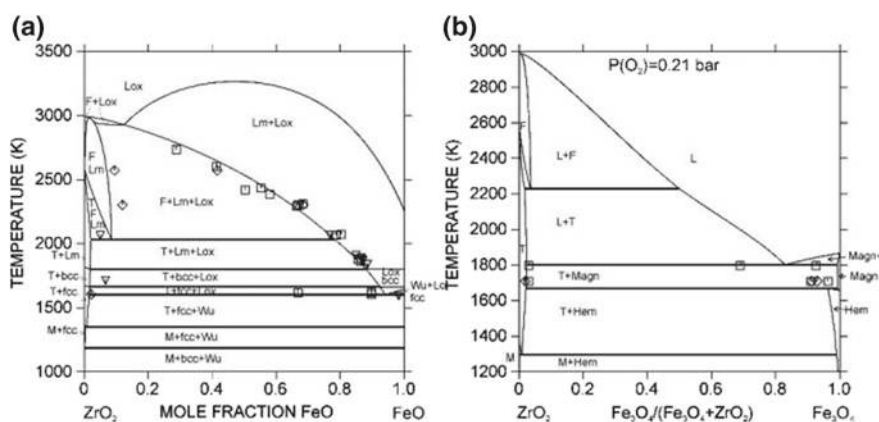 (a)
3500
3000
2500
2000
1500
1000
TEMPERATURE (K)
Lox
F+Lox
Lm+Lox
F
Lm
F+Lm+Lox
T
F
Lm
T+Lm
T+Lm+Lox
T+bcc
T+bcc+Lox
Lox
bcc
T+fcc
fcc
T+fcc+Wu
M+fcc
M+fcc+Wu
M+bcc+Wu
0
0.2
0.4
0.6
0.8
1.0
ZrO2
MOLE FRACTION FeO
FeO
(b)
3000
2800
2600
2400
2200
2000
1800
1600
1400
1200
TEMPERATURE (K)
P(O2)=0.21 bar
F
L+F
L
L+T
T
Magn+
T+Magn
Magn
T+Hem
Hem
M
M+Hem
0
0.2
0.4
0.6
0.8
1.0
ZrO2
Fe3O4/(Fe3O4+ZrO2)